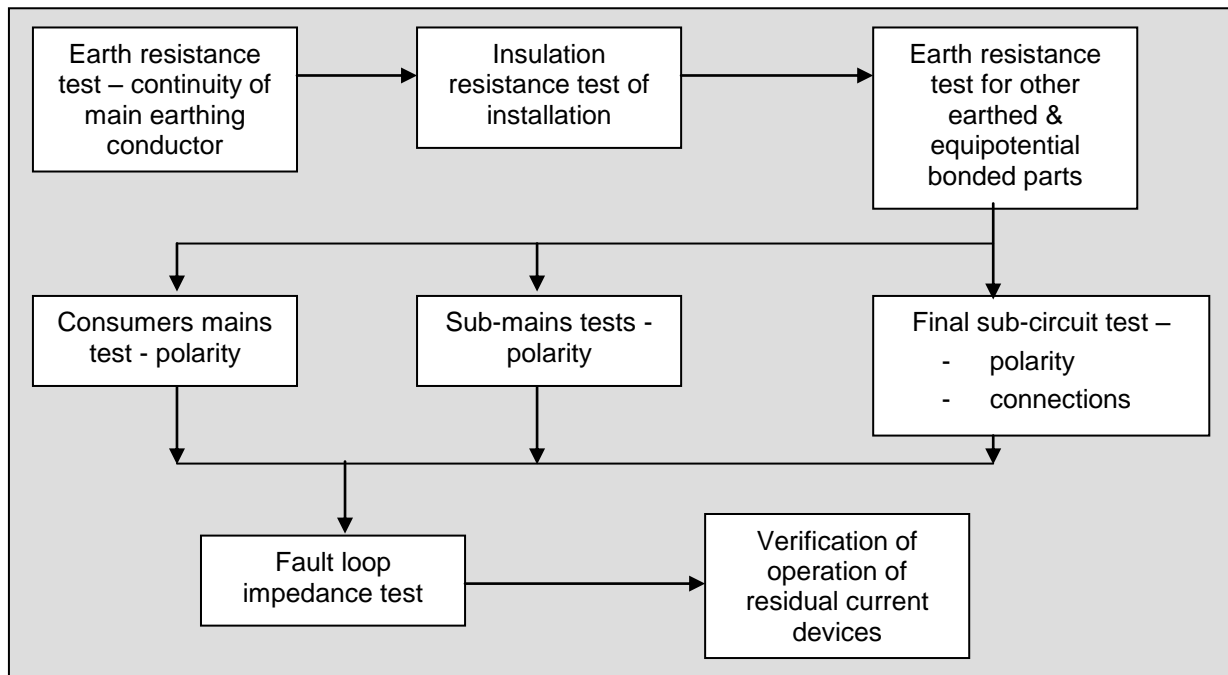 Earth resistance
test – continuity of
main earthing
conductor
Insulation
resistance test of
installation
Earth resistance
test for other
earthed &
equipotential
bonded parts
Consumers mains
test - polarity
Sub-mains tests -
polarity
Final sub-circuit test –
- polarity
- connections
Fault loop
impedance test
Verification of
operation of
residual current
devices